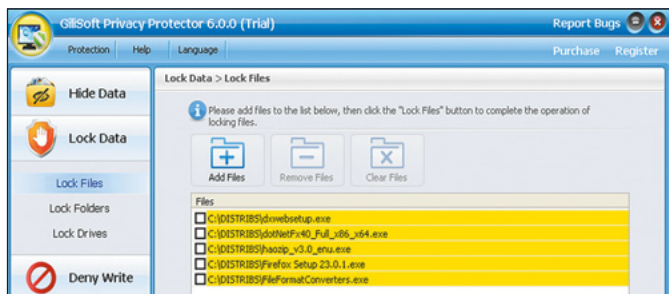 GiliSoft Privacy Protector 6.0.0 (Trial)
Report Bugs
Protection Help Language
Purchase Register
Hide Data
Lock Data
Lock Files
Lock Folders
Lock Drives
Deny Write
Lock Data > Lock Files
Please add files to the list below, then click the "Lock Files" button to complete the operation of
locking files.
Add Files Remove Files Clear Files
Files
C:\DISTRIBS\dxwebsetup.exe
C:\DISTRIBS\dotNetFx40_Full_x86_x64.exe
C:\DISTRIBS\haozip_v3.0_enu.exe
C:\DISTRIBS\Firefox Setup 23.0.1.exe
C:\DISTRIBS\FileFormatConverters.exe